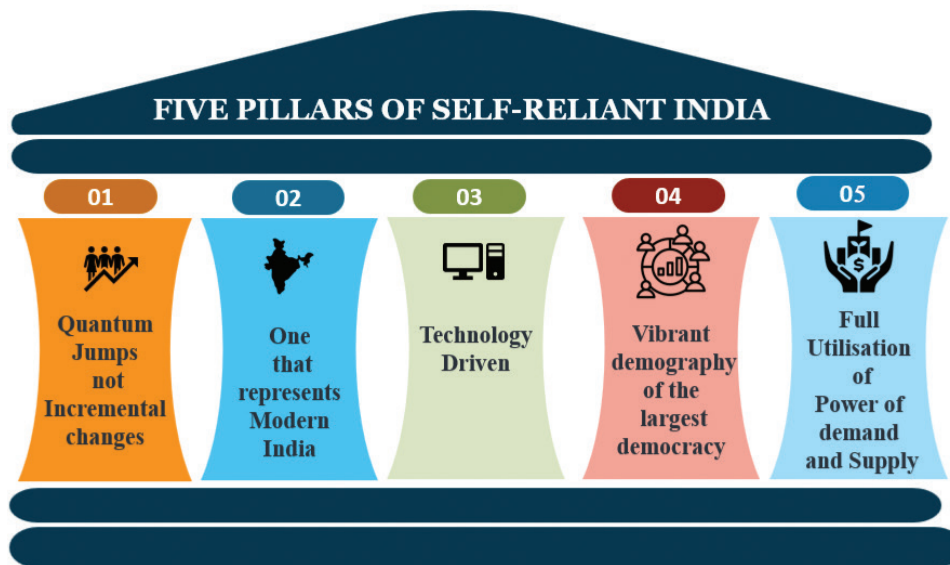 FIVE PILLARS OF SELF-RELIANT INDIA
01
Quantum
Jumps
not
Incremental
changes
02
One
that
represents
Modern
India
03
Technology
Driven
04
Vibrant
demography
of the
largest
democracy
05
$
Full
Utilisation
of
Power of
demand
and Supply